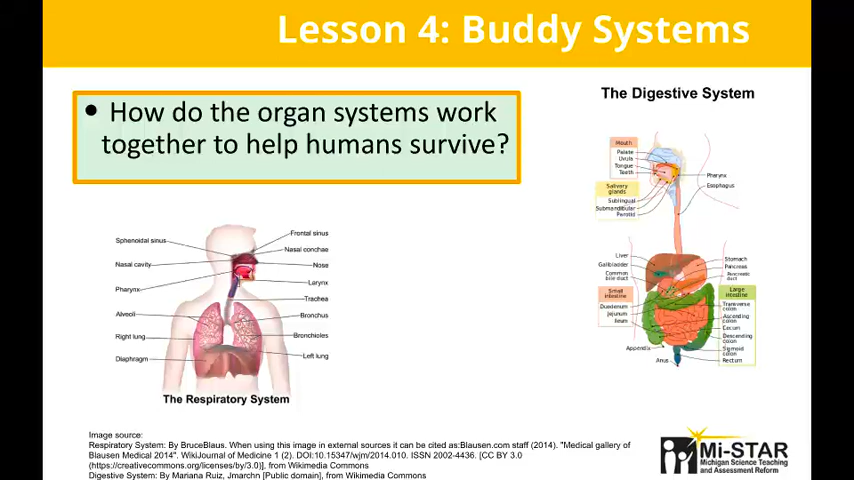 Lesson 4: Buddy Systems
• How do the organ systems work
together to help humans survive?
The Digestive System
Mouth
Palate
Uvula
Tongue
Teeth
Salivary
glands
Sublingual
Submandibular
Parotid
Pharynx
Esophagus
Liver
Gallbladder
Common
bile duct
Stomach
Pancreas
Pancreatic
duct
Small
intestine
Duodenum
Jejunum
Ileum
Large
intestine
Transverse
colon
Ascending
colon
Cecum
Descending
colon
Sigmoid
colon
Rectum
Appendix
Anus
Sphenoidal sinus
Nasal cavity
Pharynx
Alveoli
Right lung
Diaphragm
Frontal sinus
Nasal conchae
Nose
Larynx
Trachea
Bronchus
Bronchioles
Left lung
The Respiratory System
Image source:
Respiratory System: By BruceBlaus. When using this image in external sources it can be cited as:Blausen.com staff (2014). "Medical gallery of
Blausen Medical 2014". WikiJournal of Medicine 1 (2). DOI:10.15347/wjm/2014.010. ISSN 2002-4436. [CC BY 3.0
(https://creativecommons.org/licenses/by/3.0)], from Wikimedia Commons
Digestive System: By Mariana Ruiz, Jmarchn [Public domain], from Wikimedia Commons
Mi-STAR
Michigan Science Teaching
and Assessment Reform